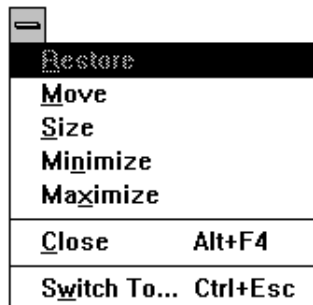 Restore
Move
Size
Minimize
Maximize
Close Alt+F4
Switch To... Ctrl+Esc